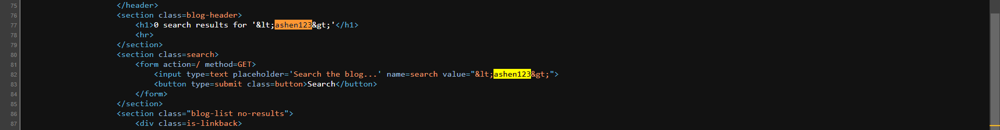 75 </header>
76 <section class=blog-header>
77 <h1>0 search results for '&lt;ashen123&gt;'</h1>
78 <hr>
79 </section>
80 <section class=search>
81 <form action=/ method=GET>
82 <input type=text placeholder='Search the blog...' name=search value="&lt;ashen123&gt;">
83 <button type=submit class=button>Search</button>
84 </form>
85 </section>
86 <section class="blog-list no-results">
87 <div class=is-linkback>